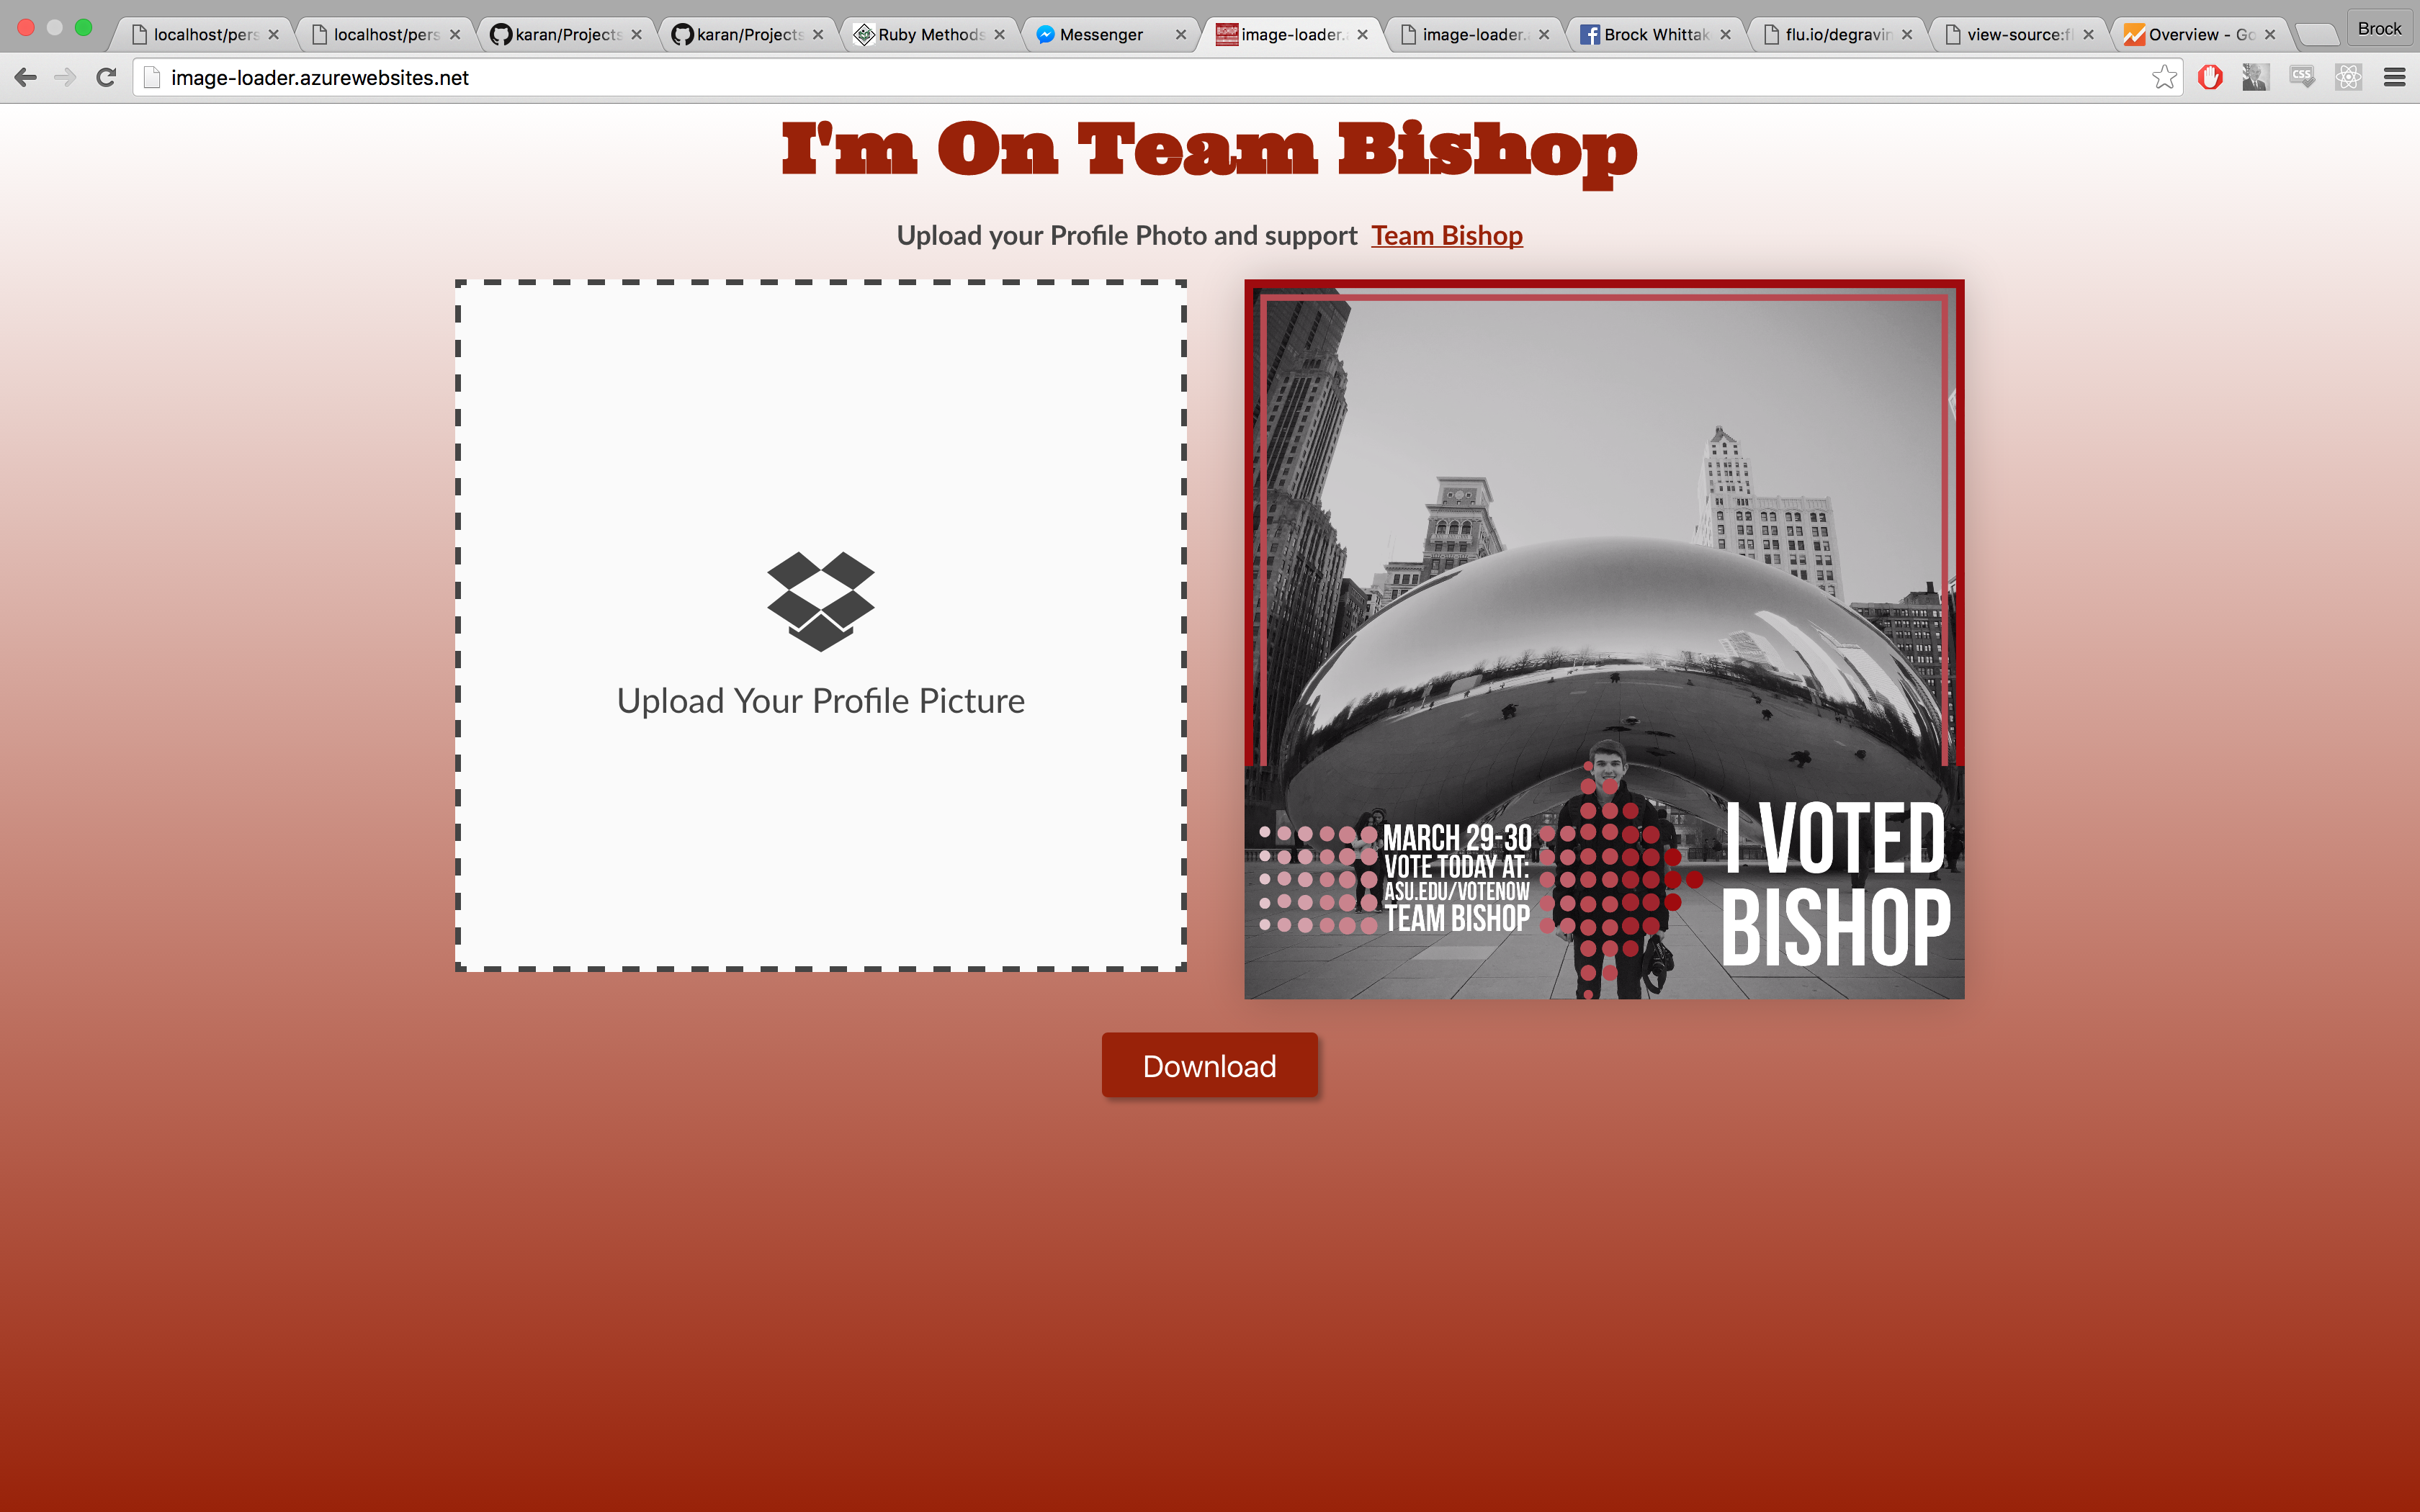 localhost/pers
localhost/pers
karan/Projects
karan/Projects
Ruby Methods
Messenger
image-loader.
image-loader.
Brock Whittak
flu.io/degravin
view-source:fl
Overview - Go
Brock
image-loader.azurewebsites.net
CSS
I'm On Team Bishop
Upload your Profile Photo and support Team Bishop
Upload Your Profile Picture
MARCH 29-30
VOTE TODAY AT:
ASU.EDU/VOTENOW
TEAM BISHOP
I VOTED
BISHOP
Download